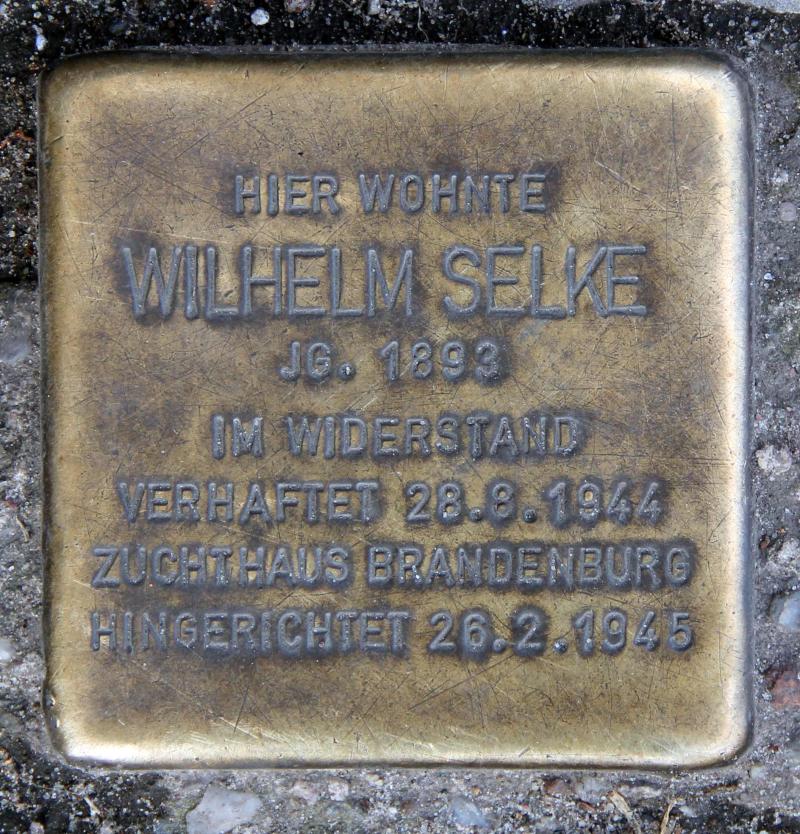 HIER WOHNTE
WILHELM SELKE
JG. 1893
IM WIDERSTAND
VERHAFTET 28.8.1944
ZUCHTHAUS BRANDENBURG
HINGERICHTET 26.2.1945